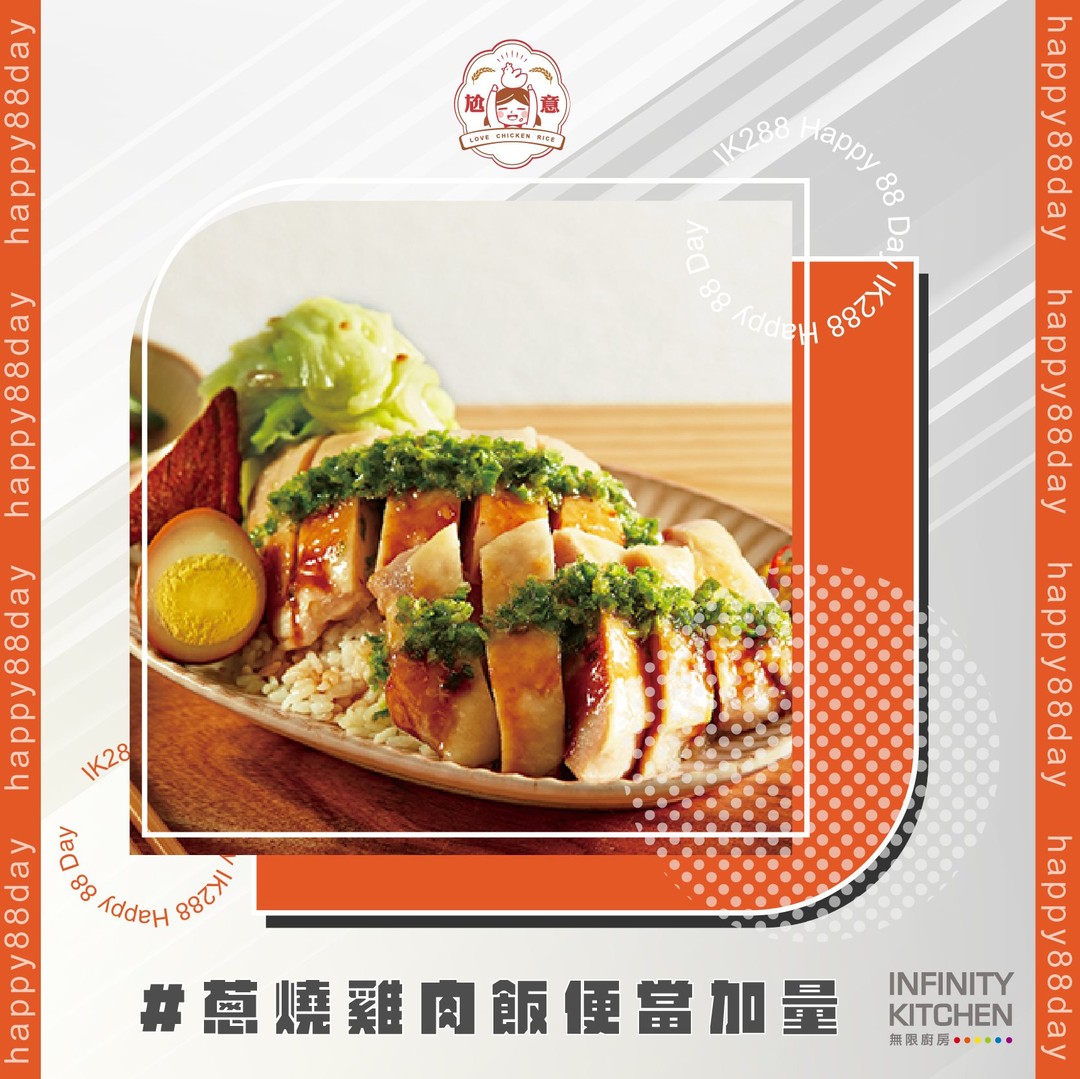 尬意
LOVE CHICKEN RICE
happy88day happy88day happy88day happy88day
happy88day happy88day happy88day happy88day
IK288 Happy 88 Day IK288 Happy 88 Day
IK28
IK288 Happy 88 Day
#蔥燒雞肉飯便當加量
INFINITY
KITCHEN
無限廚房